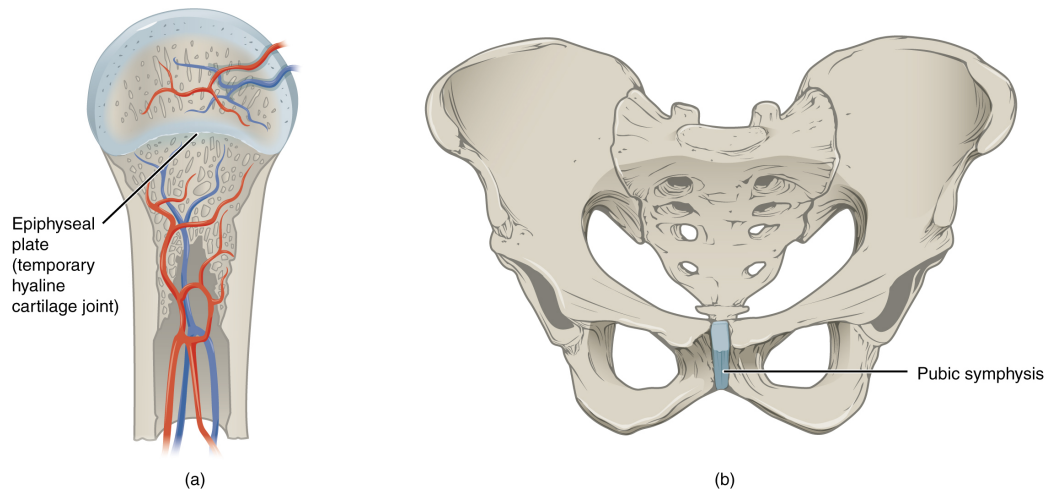 Epiphyseal
plate
(temporary
hyaline
cartilage joint)
Pubic symphysis
(a)
(b)